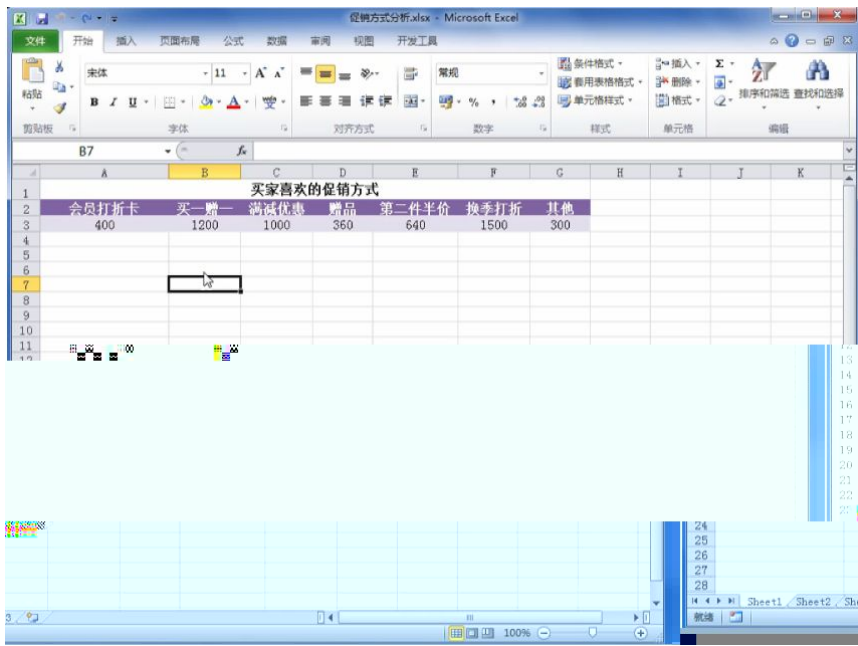 促销方式分析.xlsx - Microsoft Excel
文件 开始 插入 页面布局 公式 数据 审阅 视图 开发工具
宋体 11 A A 常规 条件格式 插入 Σ
粘贴 套用表格格式 删除
B I U A 变 % , 单元格样式 格式 排序和筛选 查找和选择
剪贴板 字体 对齐方式 数字 样式 单元格 编辑
B7 fx
A B C D E F G H I J K
1 买家喜欢的促销方式
2 会员打折卡 买一赠一 满减优惠 赠品 第二件半价 换季打折 其他
3 400 1200 1000 360 640 1500 300
4
5
6
7
8
9
10
11
13
14
15
16
17
18
19
20
21
22
24
25
26
27
28
Sheet1 Sheet2 Sh
3 就绪
100%